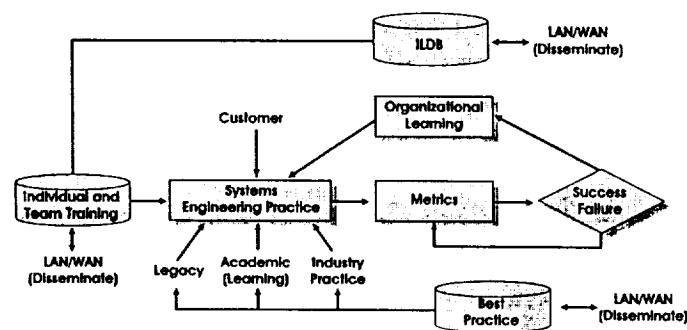 ILDB
LAN/WAN
(Disseminate)
Organizational
Learning
Customer
Individual and
Team Training
Systems
Engineering Practice
Metrics
Success
Failure
LAN/WAN
(Disseminate)
Legacy
Academic
(Learning)
Industry
Practice
Best
Practice
LAN/WAN
(Disseminate)